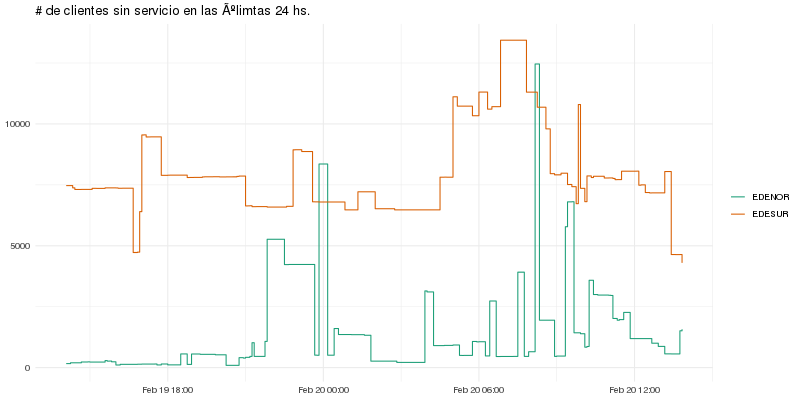 # de clientes sin servicio en las Ãºlimtas 24 hs.
10000
5000
0
EDENOR
EDESUR
Feb 19 18:00
Feb 20 00:00
Feb 20 06:00
Feb 20 12:00